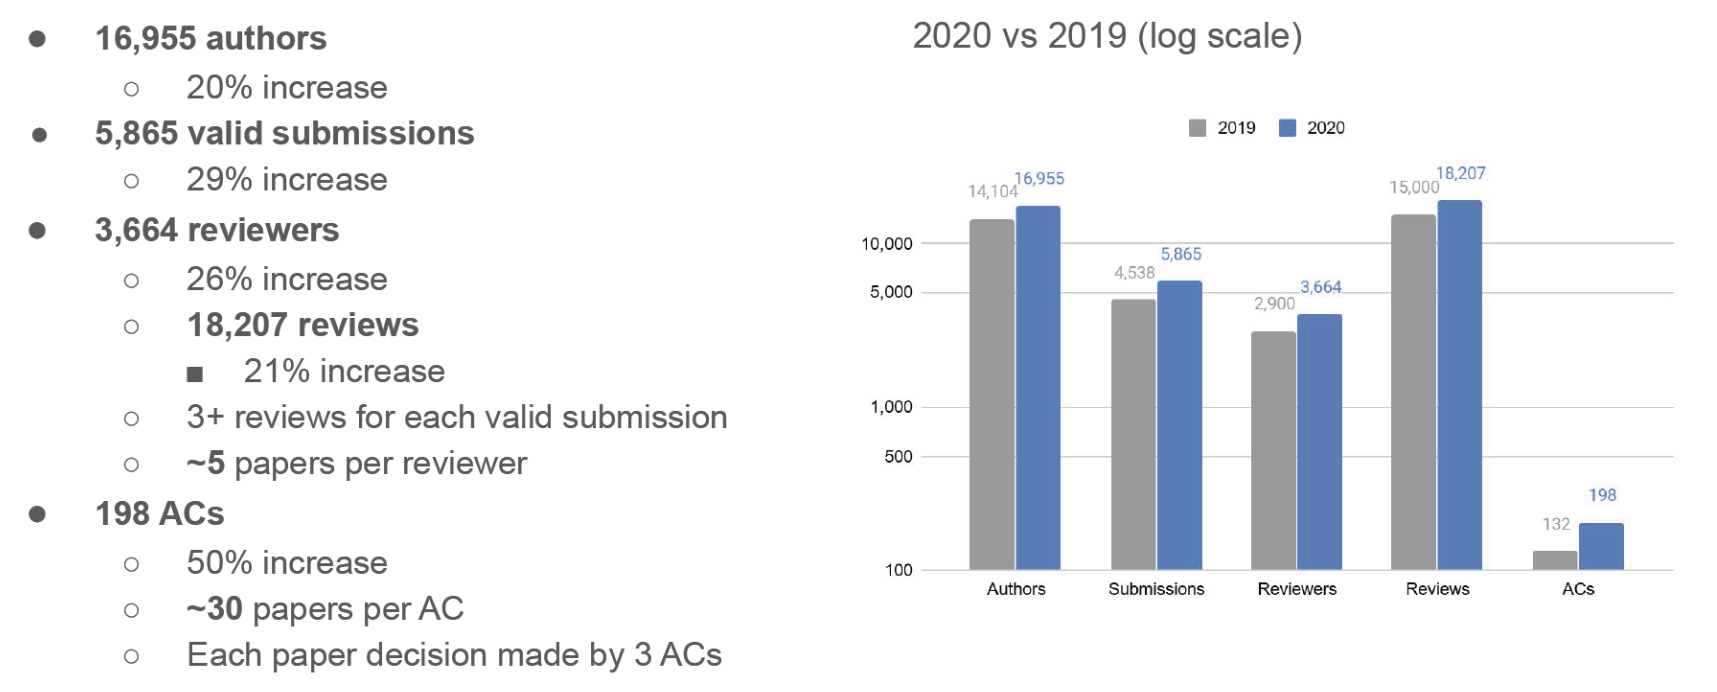 ● 16,955 authors
○ 20% increase
● 5,865 valid submissions
○ 29% increase
● 3,664 reviewers
○ 26% increase
○ 18,207 reviews
■ 21% increase
○ 3+ reviews for each valid submission
○ ~5 papers per reviewer
● 198 ACs
○ 50% increase
○ ~30 papers per AC
○ Each paper decision made by 3 ACs
2020 vs 2019 (log scale)
2019 2020
14,104 16,955
4,538 5,865
2,900 3,664
15,000 18,207
132 198
10,000
5,000
1,000
500
100
Authors Submissions Reviewers Reviews ACs